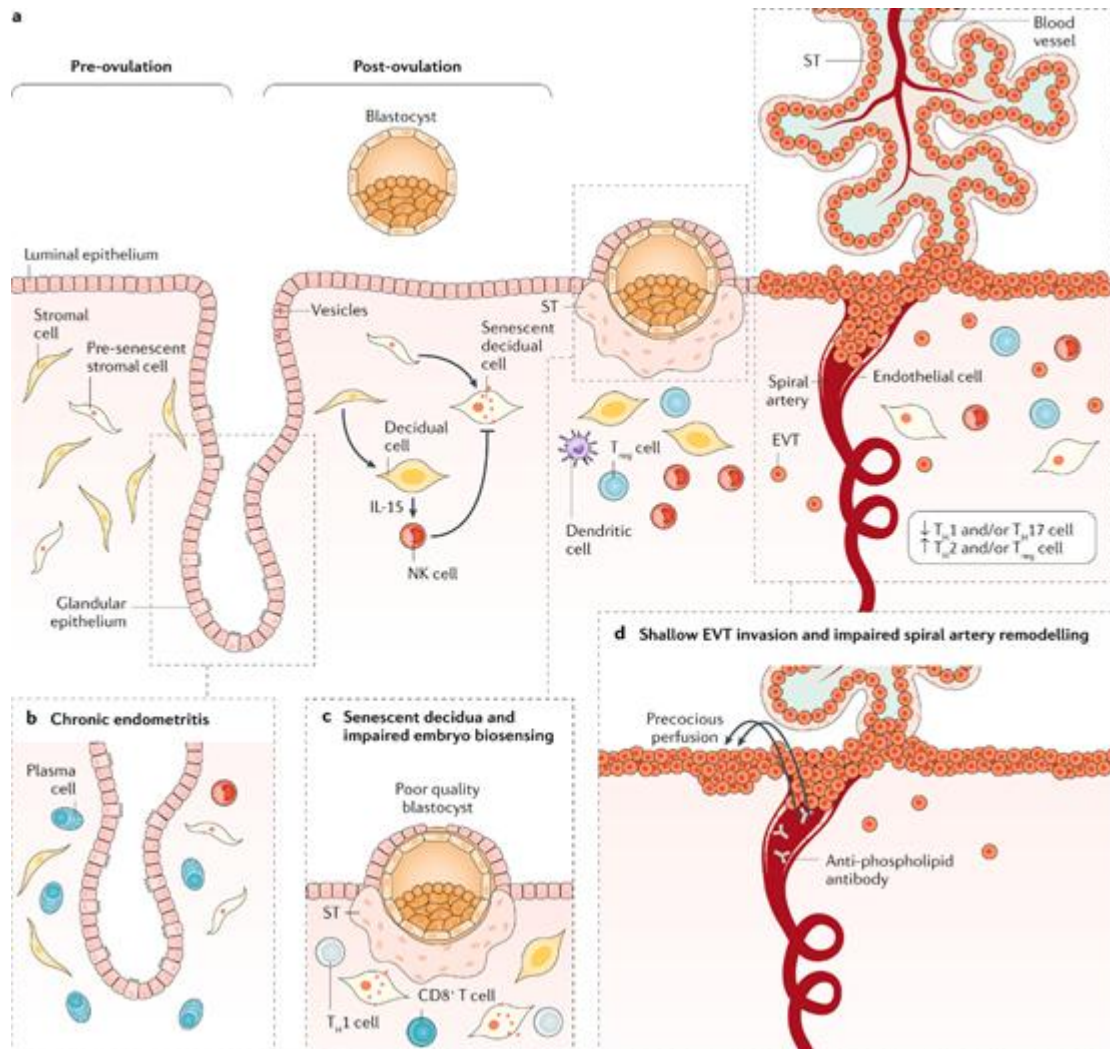 a
Pre-ovulation
Post-ovulation
Blastocyst
Blood
vessel
ST
Luminal epithelium
Stromal
cell
Pre-senescent
stromal cell
Vesicles
Senescent
decidual
cell
ST
Decidual
cell
IL-15
NK cell
T reg cell
Dendritic
cell
Glandular
epithelium
Spiral
artery
Endothelial cell
EVT
↓ TH1 and/or TH17 cell
↑ TH2 and/or Treg cell
b Chronic endometritis
Plasma
cell
c Senescent decidua and
impaired embryo biosensing
Poor quality
blastocyst
ST
CD8+ T cell
TH1 cell
d Shallow EVT invasion and impaired spiral artery remodelling
Precocious
perfusion
Anti-phospholipid
antibody